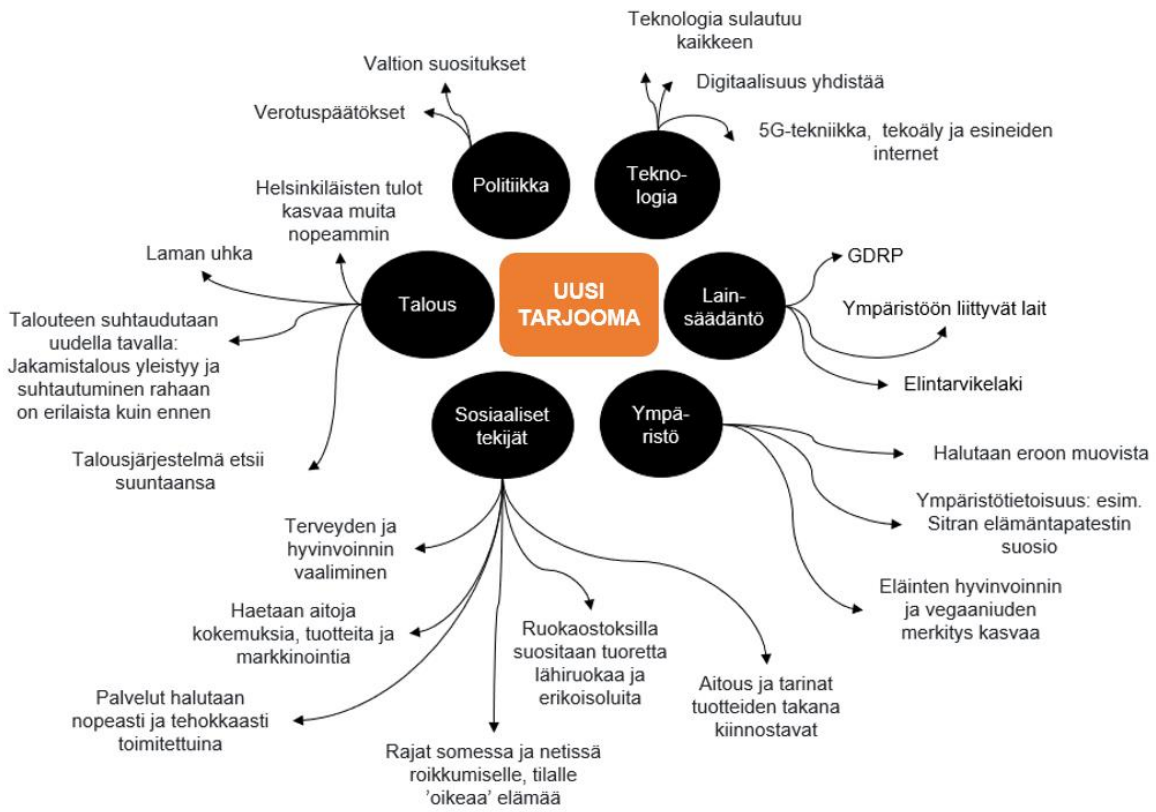 Teknologia sulautuu
kaikkeen
Valtion suositukset
Digitaalisuus yhdistää
Verotuspäätökset
5G-tekniikka, tekoäly ja esineiden
internet
Politiikka
Tekno-
logia
Helsinkiläisten tulot
kasvaa muita
nopeammin
Laman uhka
Talous
UUSI
TARJOOMA
Lain-
säädäntö
GDRP
Ympäristöön liittyvät lait
Elintarvikelaki
Talouteen suhtaudutaan
uudella tavalla:
Jakamistalous yleistyy ja
suhtautuminen rahaan
on erilaista kuin ennen
Talousjärjestelmä etsii
suuntaansa
Sosiaaliset
tekijät
Ympä-
ristö
Halutaan eroon muovista
Ympäristötietoisuus: esim.
Sitran elämäntapatestin
suosio
Eläinten hyvinvoinnin
ja vegaaniuden
merkitys kasvaa
Terveyden ja
hyvinvoinnin
vaaliminen
Haetaan aitoja
kokemuksia, tuotteita ja
markkinointia
Palvelut halutaan
nopeasti ja tehokkaasti
toimitettuina
Rajat somessa ja netissä
roikkumiselle, tilalle
'oikeaa' elämää
Ruokaostoksilla
suositaan tuoretta
lähiruokaa ja
erikoisoluita
Aitous ja tarinat
tuotteiden takana
kiinnostavat